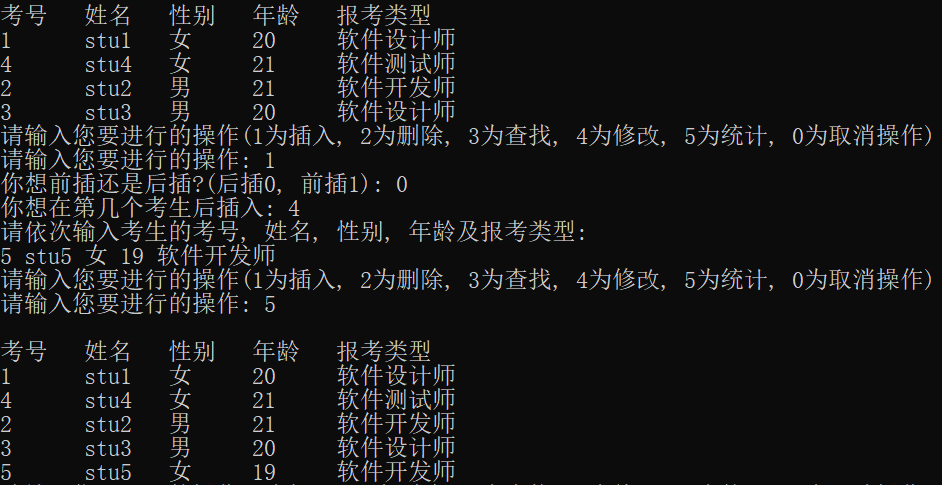 考号 姓名 性别 年龄 报考类型
1 stu1 女 20 软件设计师
4 stu4 女 21 软件测试师
2 stu2 男 21 软件开发师
3 stu3 男 20 软件设计师
请输入您要进行的操作(1为插入, 2为删除, 3为查找, 4为修改, 5为统计, 0为取消操作)
请输入您要进行的操作: 1
你想前插还是后插?(后插0, 前插1): 0
你想在第几个考生后插入: 4
请依次输入考生的考号, 姓名, 性别, 年龄及报考类型:
5 stu5 女 19 软件开发师
请输入您要进行的操作(1为插入, 2为删除, 3为查找, 4为修改, 5为统计, 0为取消操作)
请输入您要进行的操作: 5
考号 姓名 性别 年龄 报考类型
1 stu1 女 20 软件设计师
4 stu4 女 21 软件测试师
2 stu2 男 21 软件开发师
3 stu3 男 20 软件设计师
5 stu5 女 19 软件开发师